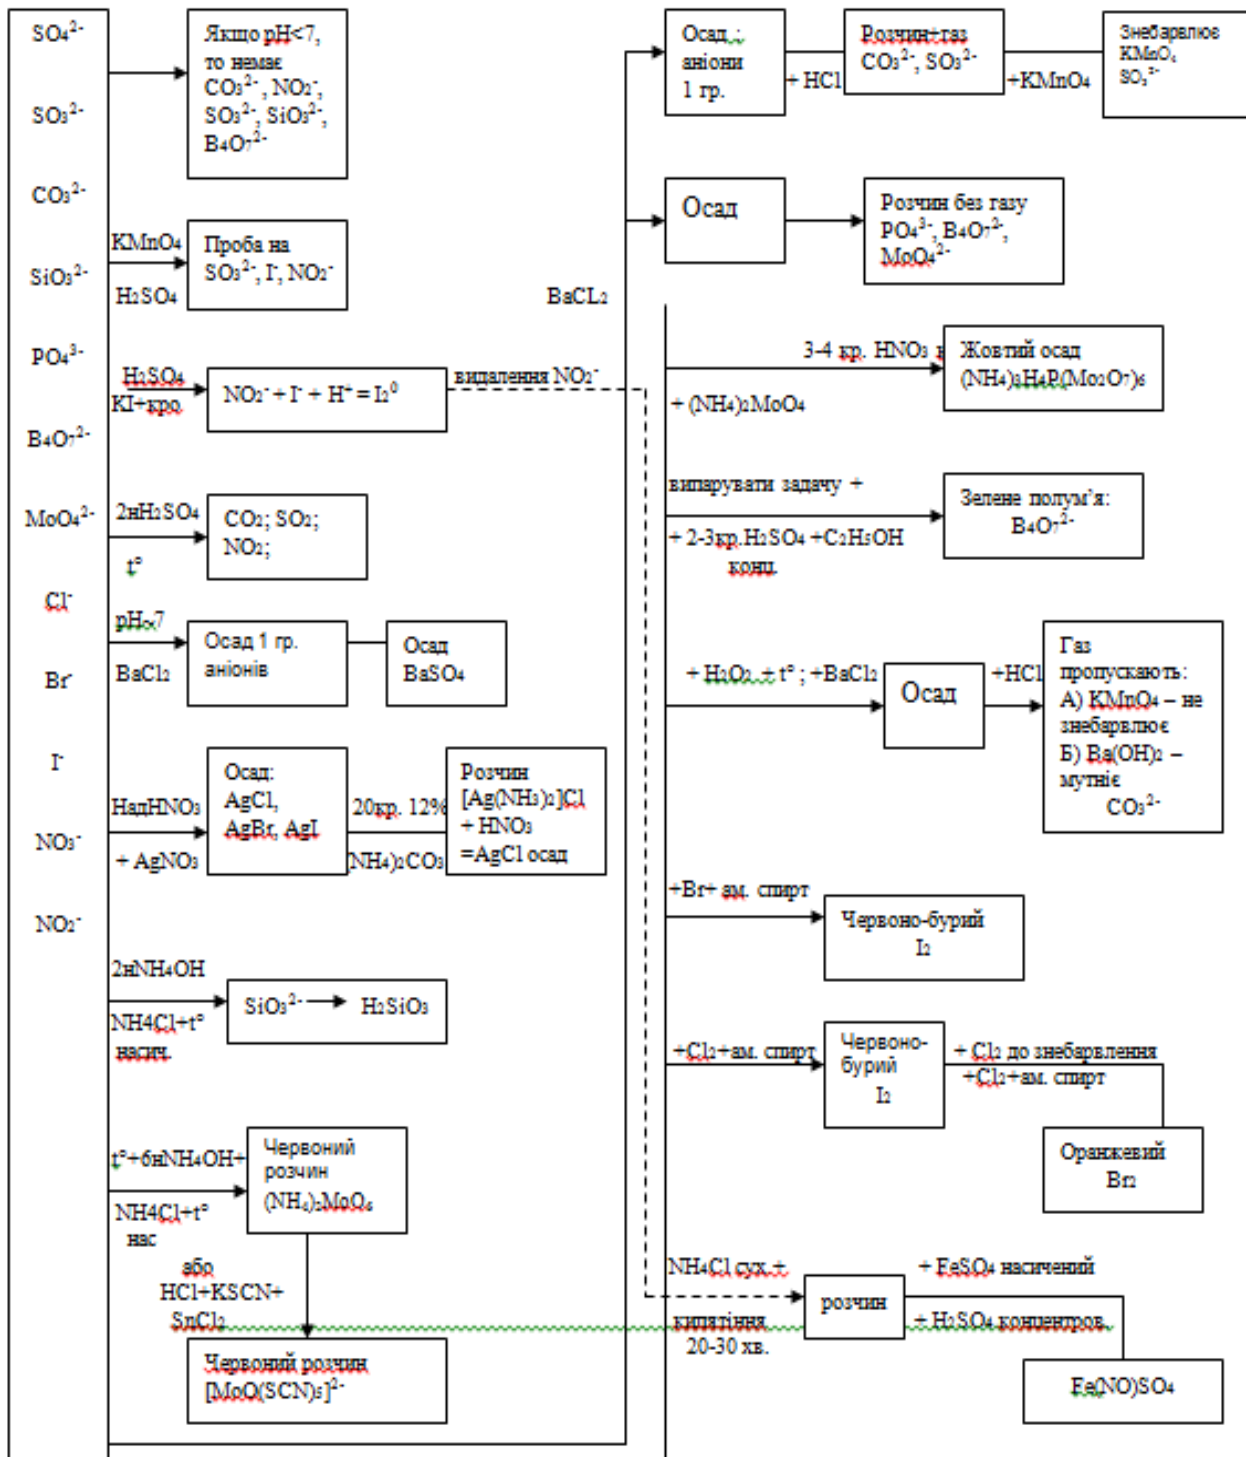 SO₄²⁻
SO₃²⁻
CO₃²⁻
SiO₃²⁻
PO₄³⁻
B₄O₇²⁻
MoO₄²⁻
Cl⁻
Br⁻
I⁻
NO₃⁻
NO₂⁻
Якщо pH<7,
то немає
CO₃²⁻, NO₂⁻,
SO₃²⁻, SiO₃²⁻,
B₄O₇²⁻
KMnO₄
H₂SO₄
Проба на
SO₃²⁻, I⁻, NO₂⁻
H₂SO₄
KI+кро
NO₂⁻ + I⁻ + H⁺ = I₂⁰
видалення NO₂⁻
2нH₂SO₄
t°
CO₂; SO₂;
NO₂;
BaCl₂
Осад 1 гр.
аніонів
Осад
BaSO₄
НадHNO₃
+ AgNO₃
Осад:
AgCl,
AgBr, AgI
20кр. 12%
(NH₄)₂CO₃
Розчин
[Ag(NH₃)₂]Cl
+ HNO₃
=AgCl осад
2нNH₄OH
NH4Cl+t°
насич.
SiO₃²⁻ → H₂SiO₃
t°+6нNH₄OH+
NH4Cl+t°
нас
Червоний
розчин
(NH₄)₂MoO₆
або
HCl+KSCN+
SnCl₂
Червоний розчин
[MoO(SCN)₅]²⁻
BaCL₂
Осад ;
аніони
1 гр.
+ HCl
Розчин+газ
CO₃²⁻, SO₃²⁻
+KMnO₄
Знебарвлює
KMnO₄
SO₃²⁻
Осад
Розчин без газу
PO₄³⁻, B₄O₇²⁻,
MoO₄²⁻
3-4 кр. HNO₃ к
+ (NH₄)₂MoO₄
Жовтий осад
(NH₄)₃H₄P(Mo₂O₇)₆
випарувати задачу +
+ 2-3кр.H₂SO₄ +C₂H₅OH
конц.
Зелене полум’я:
B₄O₇²⁻
+ H₂O₂ + t° ; +BaCl₂
Осад
+HCl
Газ
пропускають:
А) KMnO₄ – не
знебарвлює
Б) Ba(OH)₂ –
мутніє
CO₃²⁻
+Br+ ам. спирт
Червоно-бурий
I₂
+Cl₂+ам. спирт
Червоно-
бурий
I₂
+ Cl₂ до знебарвлення
+Cl₂+ам. спирт
Оранжевий
Br₂
NH₄Cl сух.+
кипятіння
20-30 хв.
розчин
+ FeSO₄ насичений
+ H₂SO₄ концентров.
Fe(NO)SO₄